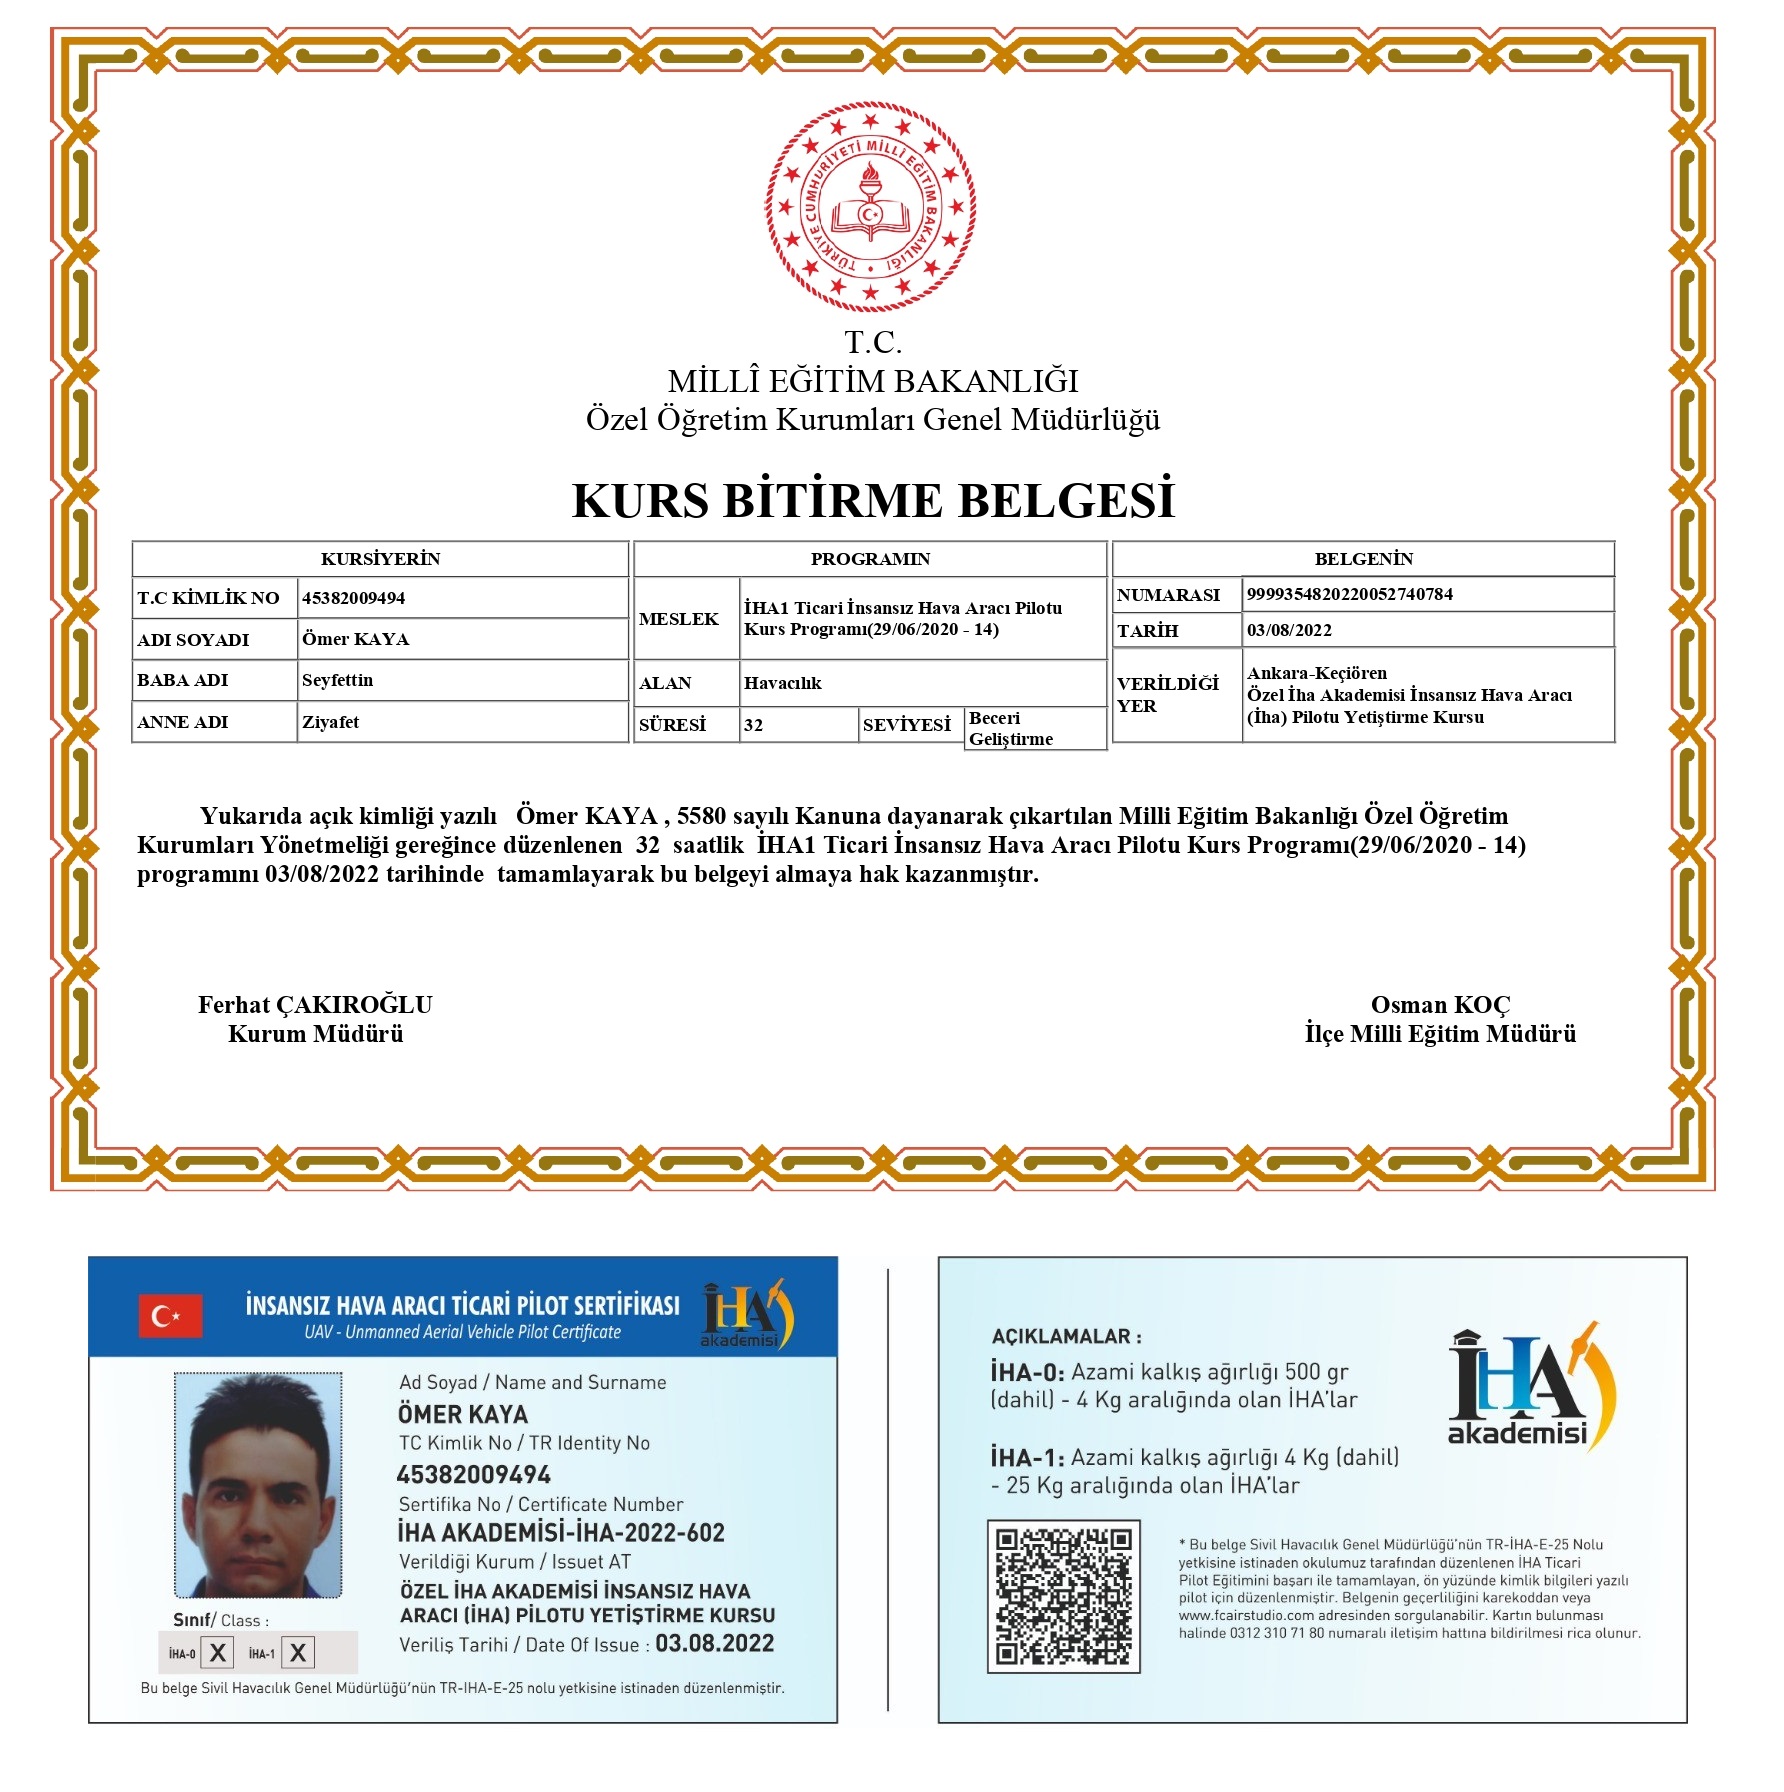 TÜRKİYE CUMHURİYETİ MİLLİ EĞİTİM BAKANLIĞI
T.C.
MİLLÎ EĞİTİM BAKANLIĞI
Özel Öğretim Kurumları Genel Müdürlüğü
KURS BİTİRME BELGESİ
KURSİYERİN
T.C KİMLİK NO 45382009494
ADI SOYADI Ömer KAYA
BABA ADI Seyfettin
ANNE ADI Ziyafet
PROGRAMIN
MESLEK İHA1 Ticari İnsansız Hava Aracı Pilotu
Kurs Programı(29/06/2020 - 14)
ALAN Havacılık
SÜRESİ 32 SEVİYESİ Beceri
Geliştirme
BELGENİN
NUMARASI 9999354820220052740784
TARİH 03/08/2022
VERİLDİĞİ
YER
Ankara-Keçiören
Özel İha Akademisi İnsansız Hava Aracı
(İha) Pilotu Yetiştirme Kursu
Yukarıda açık kimliği yazılı Ömer KAYA , 5580 sayılı Kanuna dayanarak çıkartılan Milli Eğitim Bakanlığı Özel Öğretim
Kurumları Yönetmeliği gereğince düzenlenen 32 saatlik İHA1 Ticari İnsansız Hava Aracı Pilotu Kurs Programı(29/06/2020 - 14)
programını 03/08/2022 tarihinde tamamlayarak bu belgeyi almaya hak kazanmıştır.
Ferhat ÇAKIROĞLU
Kurum Müdürü
Osman KOÇ
İlçe Milli Eğitim Müdürü
İNSANSIZ HAVA ARACI TİCARİ PİLOT SERTİFİKASI
UAV - Unmanned Aerial Vehicle Pilot Certificate
İHA
akademisi
Ad Soyad / Name and Surname
ÖMER KAYA
TC Kimlik No / TR Identity No
45382009494
Sertifika No / Certificate Number
İHA AKADEMİSİ-İHA-2022-602
Verildiği Kurum / Issuet AT
ÖZEL İHA AKADEMİSİ İNSANSIZ HAVA
ARACI (İHA) PİLOTU YETİŞTİRME KURSU
Veriliş Tarihi / Date Of Issue : 03.08.2022
Sınıf/ Class :
İHA-0 X İHA-1 X
Bu belge Sivil Havacılık Genel Müdürlüğü'nün TR-IHA-E-25 nolu yetkisine istinaden düzenlenmiştir.
AÇIKLAMALAR :
İHA-0: Azami kalkış ağırlığı 500 gr
(dahil) - 4 Kg aralığında olan İHA'lar
İHA-1: Azami kalkış ağırlığı 4 Kg (dahil)
- 25 Kg aralığında olan İHA'lar
İHA
akademisi
* Bu belge Sivil Havacılık Genel Müdürlüğü'nün TR-İHA-E-25 Nolu
yetkisine istinaden okulumuz tarafından düzenlenen İHA Ticari
Pilot Eğitimini başarı ile tamamlayan, ön yüzünde kimlik bilgileri yazılı
pilot için düzenlenmiştir. Belgenin geçerliliğini karekoddan veya
www.fcairstudio.com adresinden sorgulanabilir. Kartın bulunması
halinde 0312 310 71 80 numaralı iletişim hattına bildirilmesi rica olunur.